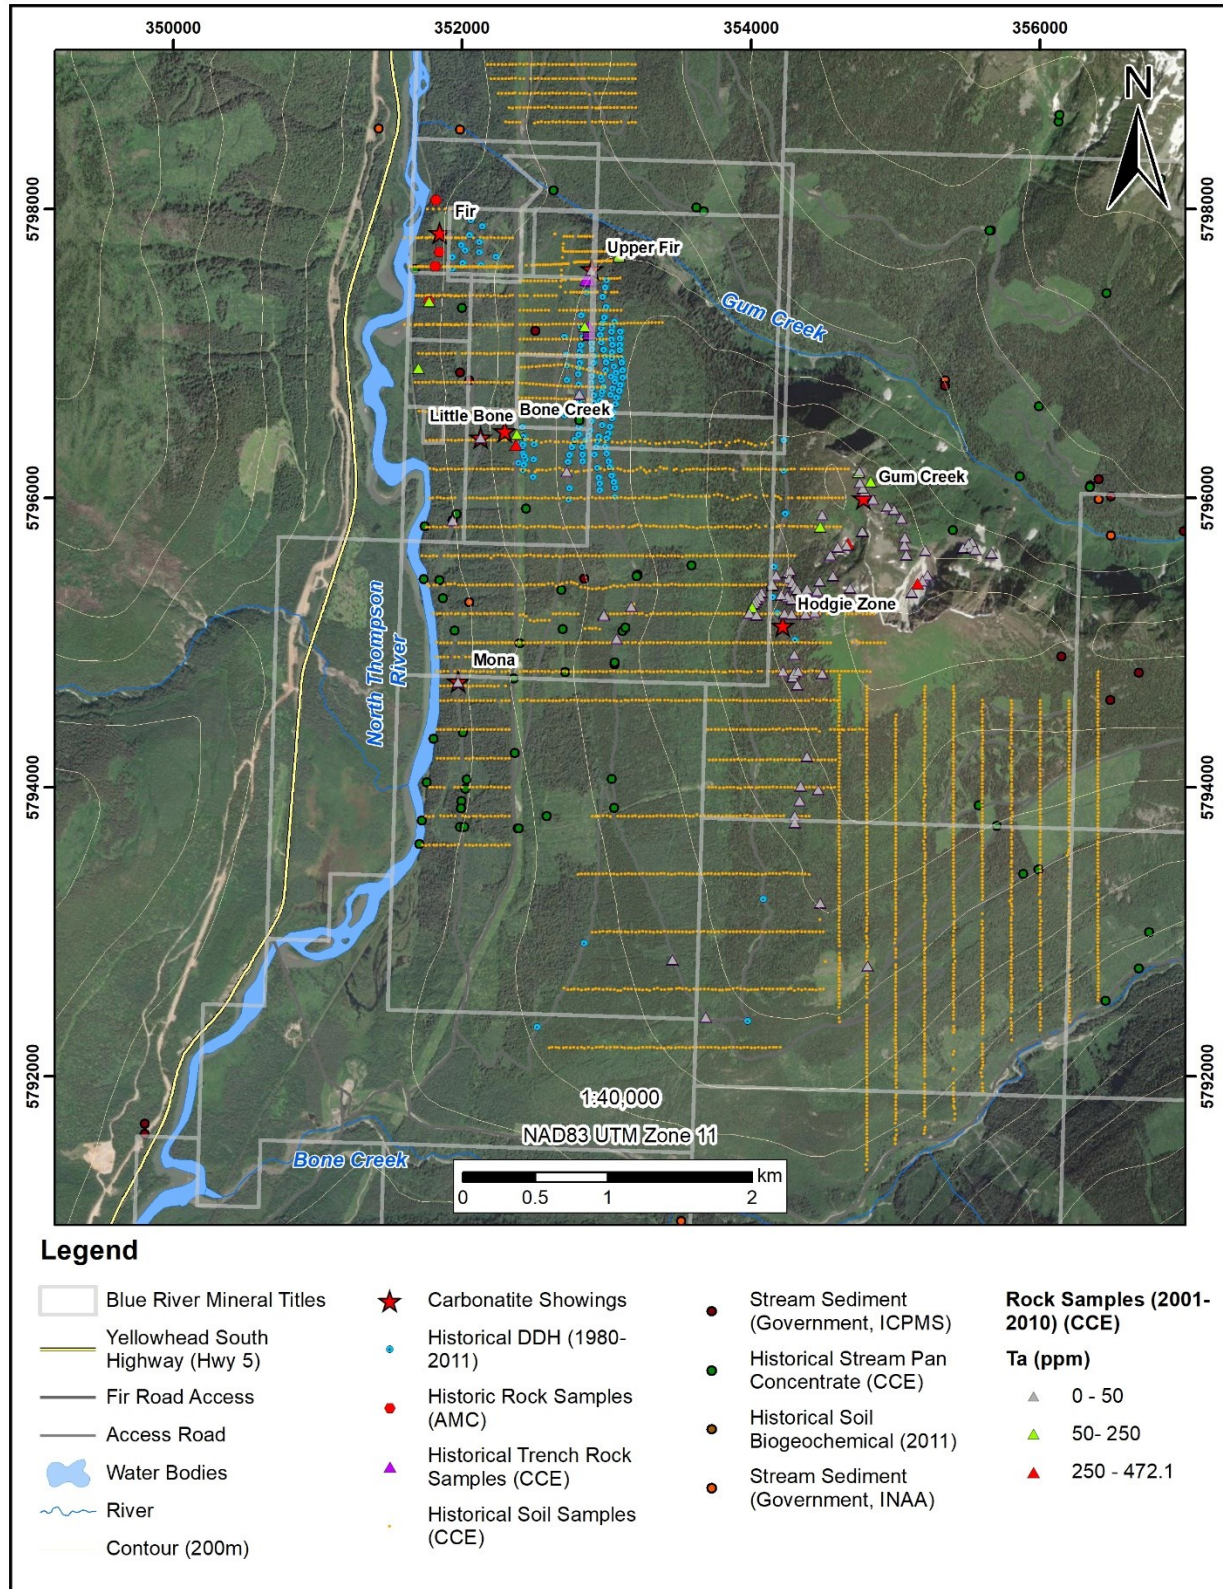 350000
352000
354000
356000
N
5798000
5798000
Fir
Upper Fir
Gum Creek
Little Bone
Bone Creek
5796000
5796000
Gum Creek
Hodgie Zone
North Thompson
River
Mona
5794000
5794000
5792000
5792000
1:40,000
NAD83 UTM Zone 11
Bone Creek
km
0
0.5
1
2
Legend
Blue River Mineral Titles
Yellowhead South
Highway (Hwy 5)
Fir Road Access
Access Road
Water Bodies
River
Contour (200m)
Carbonatite Showings
Historical DDH (1980-
2011)
Historic Rock Samples
(AMC)
Historical Trench Rock
Samples (CCE)
Historical Soil Samples
(CCE)
Stream Sediment
(Government, ICPMS)
Historical Stream Pan
Concentrate (CCE)
Historical Soil
Biogeochemical (2011)
Stream Sediment
(Government, INAA)
Rock Samples (2001-
2010) (CCE)
Ta (ppm)
0 - 50
50- 250
250 - 472.1